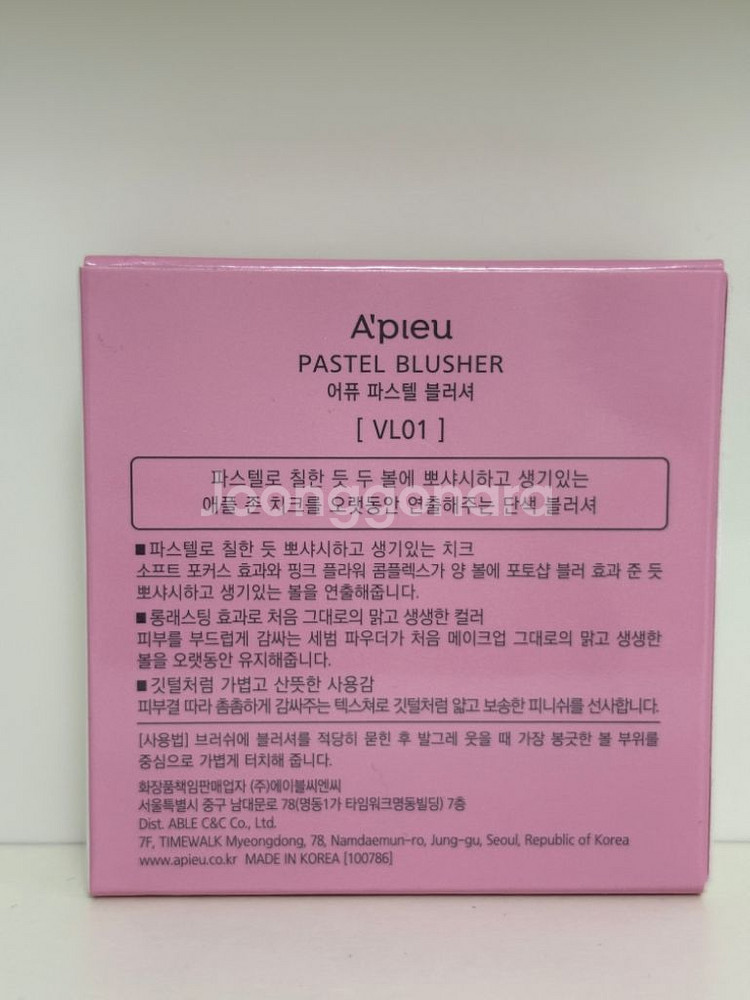 A'pieu
PASTEL BLUSHER
어퓨 파스텔 블러셔
[ VL01 ]
파스텔로 칠한 듯 두 볼에 뽀샤시하고 생기있는
애플 존 치크를 오랫동안 연출해주는 단색 블러셔
Joonggonara
■ 파스텔로 칠한 듯 뽀샤시하고 생기있는 치크
소프트 포커스 효과와 핑크 플라워 콤플렉스가 양 볼에 포토샵 블러 효과 준 듯
뽀샤시하고 생기있는 볼을 연출해줍니다.
■ 롱래스팅 효과로 처음 그대로의 맑고 생생한 컬러
피부를 부드럽게 감싸는 세범 파우더가 처음 메이크업 그대로의 맑고 생생한
볼을 오랫동안 유지해줍니다.
■ 깃털처럼 가볍고 산뜻한 사용감
피부결 따라 촘촘하게 감싸주는 텍스쳐로 깃털처럼 얇고 보송한 피니쉬를 선사합니다.
[사용법] 브러쉬에 블러셔를 적당히 묻힌 후 발그레 웃을 때 가장 봉긋한 볼 부위를
중심으로 가볍게 터치해 줍니다.
화장품책임판매업자 (주)에이블씨엔씨
서울특별시 중구 남대문로 78(명동1가 타임워크명동빌딩) 7층
Dist. ABLE C&C Co., Ltd.
7F, TIMEWALK Myeongdong, 78, Namdaemun-ro, Jung-gu, Seoul, Republic of Korea
www.apieu.co.kr MADE IN KOREA [100786]